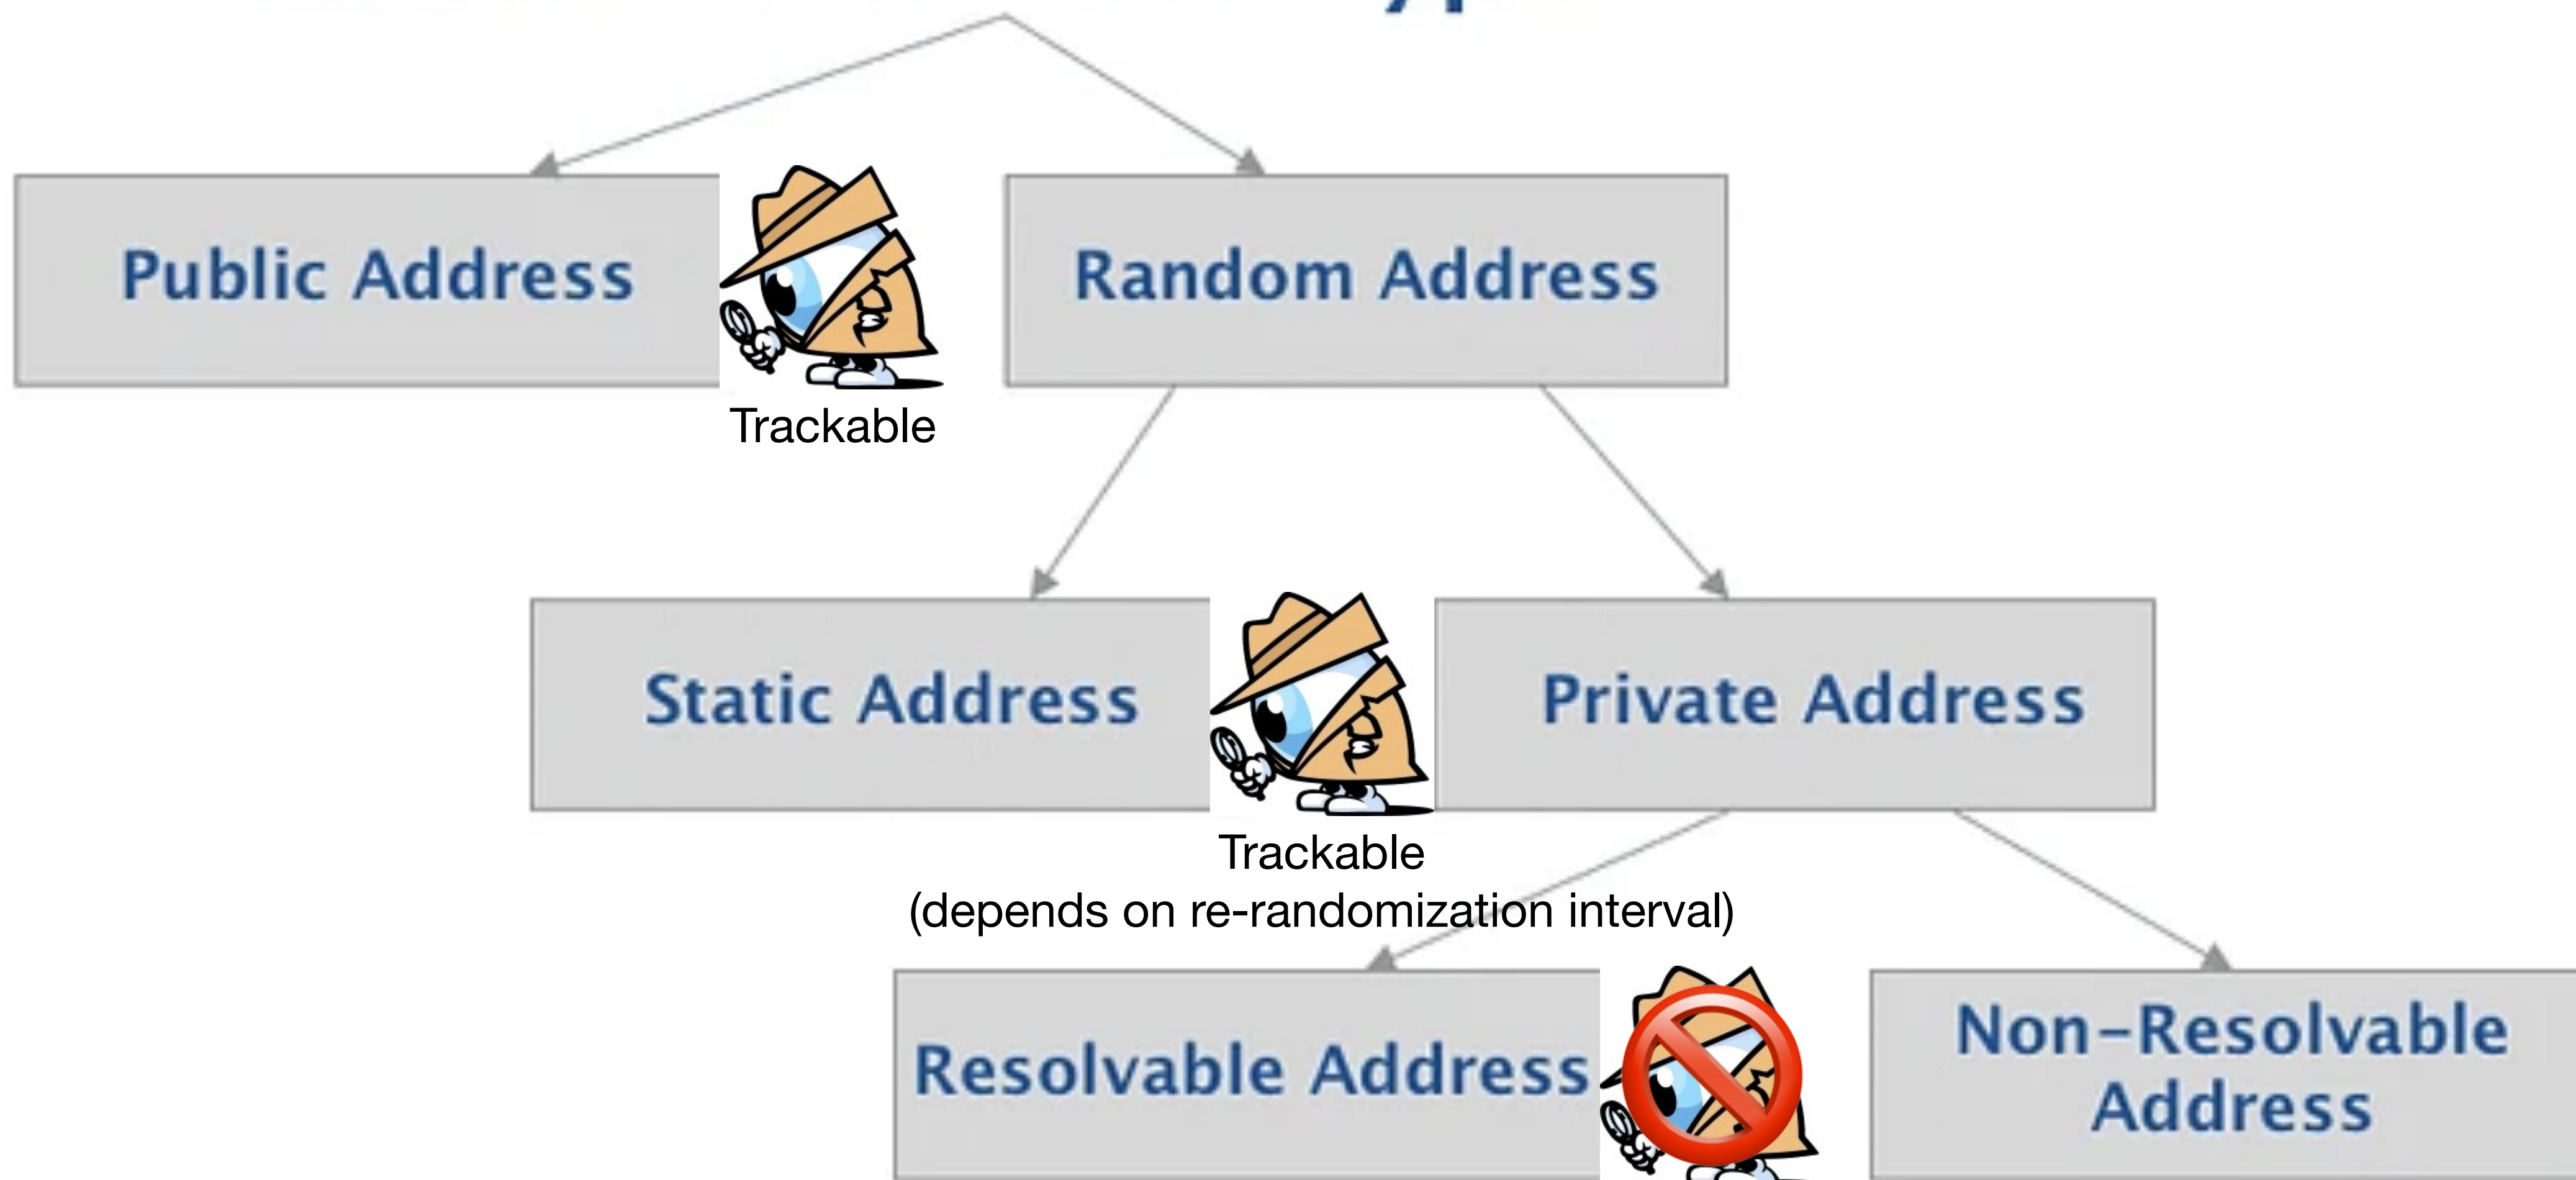 Public Address
Random Address
Trackable
Static Address
Private Address
Trackable
(depends on re-randomization interval)
Resolvable Address
Non-Resolvable
Address